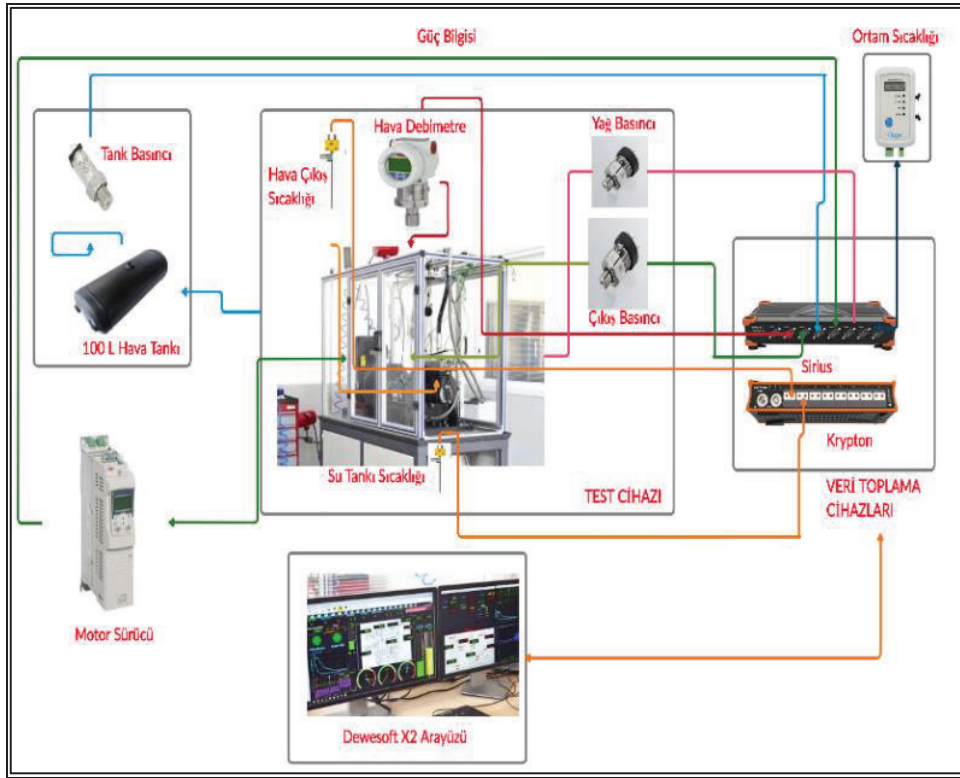 Güç Bilgisi
Ortam Sıcaklığı
Tank Basıncı
Hava Debimetre
Yağ Basıncı
Hava Çıkış
Sıcaklığı
Çıkış Basıncı
100 L Hava Tankı
Sirius
Krypton
Su Tankı Sıcaklığı
TEST CİHAZI
VERİ TOPLAMA
CİHAZLARI
Motor Sürücü
Dewesoft X2 Arayüzü